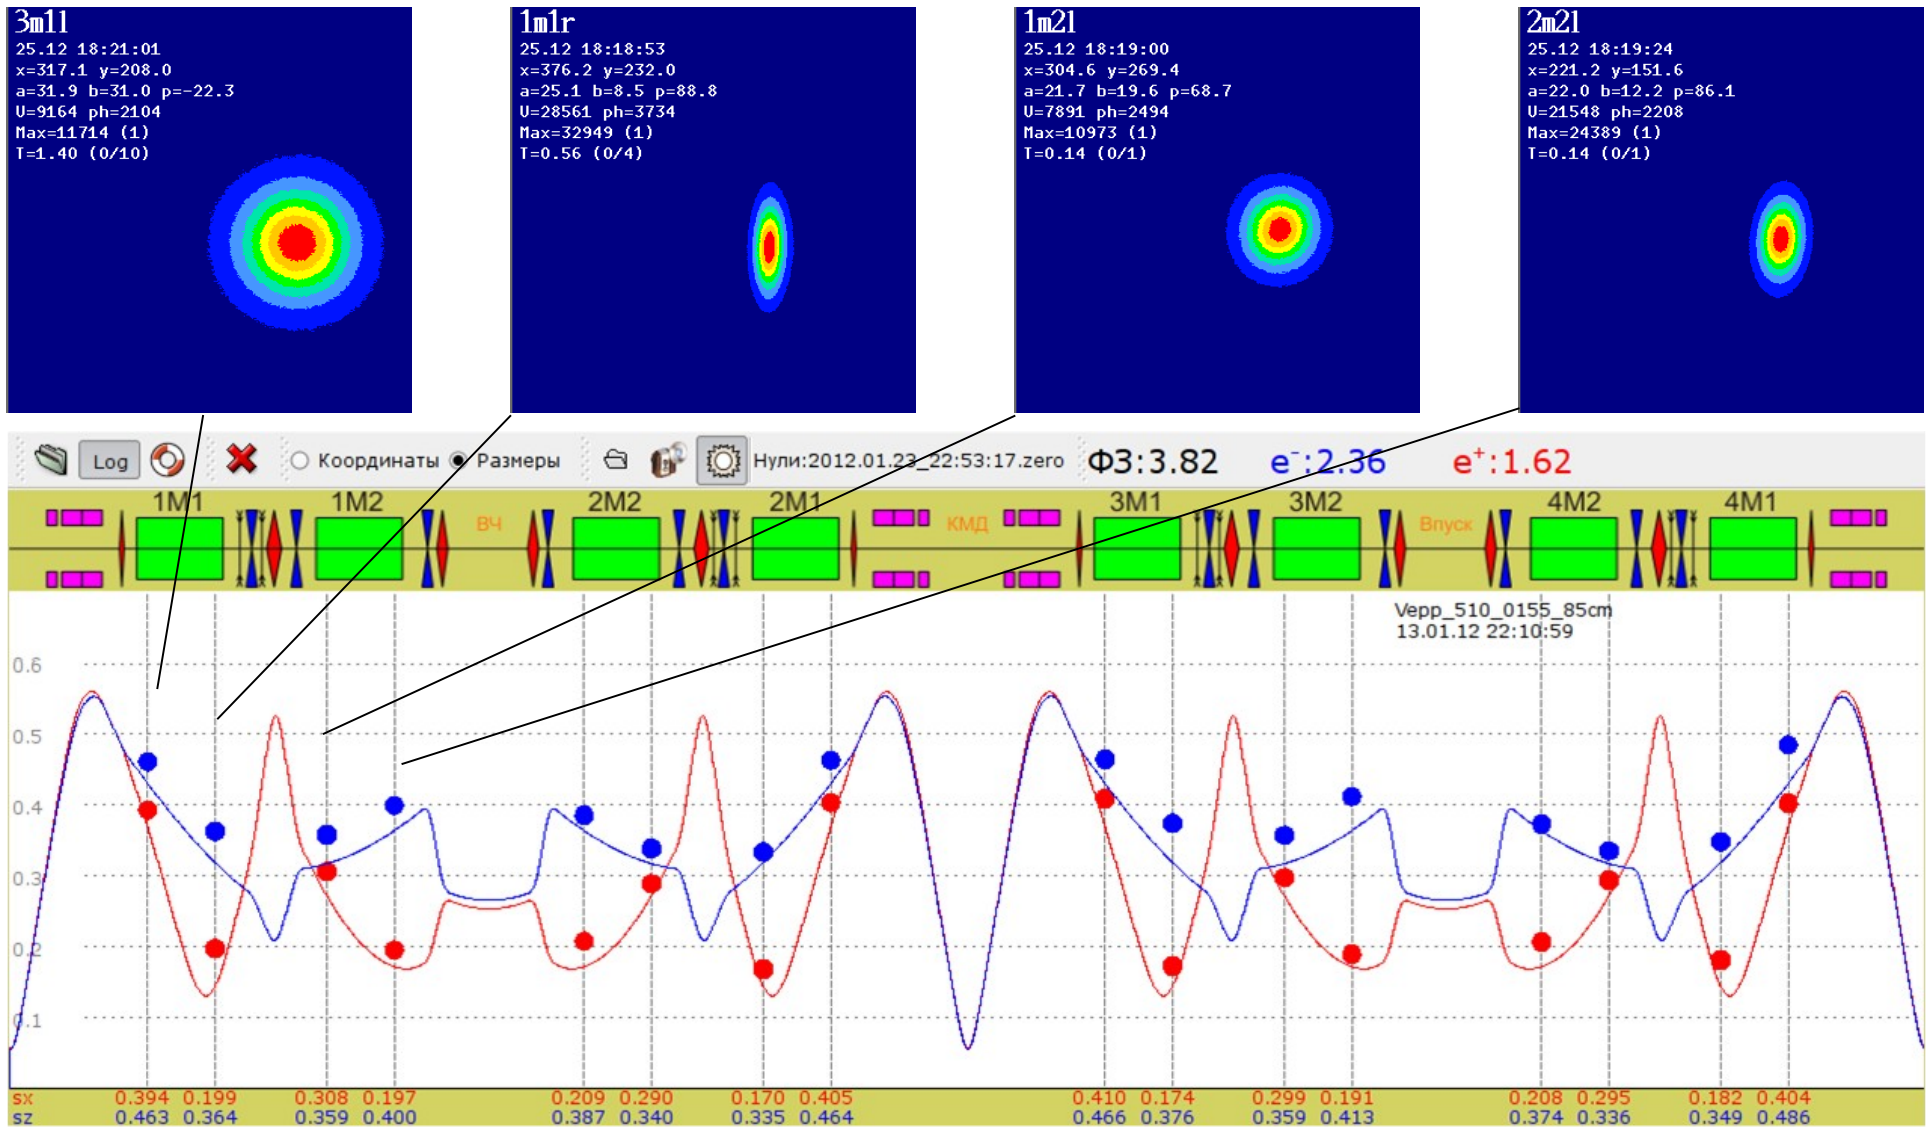 3m1l
25.12 18:21:01
x=317.1 y=208.0
a=31.9 b=31.0 p=-22.3
U=9164 ph=2104
Max=11714 (1)
T=1.40 (0/10)
1m1r
25.12 18:18:53
x=376.2 y=232.0
a=25.1 b=8.5 p=88.8
U=28561 ph=3734
Max=32949 (1)
T=0.56 (0/4)
1m2l
25.12 18:19:00
x=304.6 y=269.4
a=21.7 b=19.6 p=68.7
U=7891 ph=2494
Max=10973 (1)
T=0.14 (0/1)
2m2l
25.12 18:19:24
x=221.2 y=151.6
a=22.0 b=12.2 p=86.1
U=21548 ph=2208
Max=24389 (1)
T=0.14 (0/1)
Log Координаты Размеры Нули:2012.01.23_22:53:17.zero ФЗ:3.82 e⁻:2.36 e⁺:1.62
1M1 1M2 2M2 2M1 3M1 3M2 4M2 4M1
ВЧ КМД Впуск
Vepp_510_0155_85cm
13.01.12 22:10:59
0.6
0.5
0.4
0.3
0.2
0.1
sx 0.394 0.199 0.308 0.197 0.209 0.290 0.170 0.405 0.410 0.174 0.299 0.191 0.208 0.295 0.182 0.404
sz 0.463 0.364 0.359 0.400 0.387 0.340 0.335 0.464 0.466 0.376 0.359 0.413 0.374 0.336 0.349 0.486